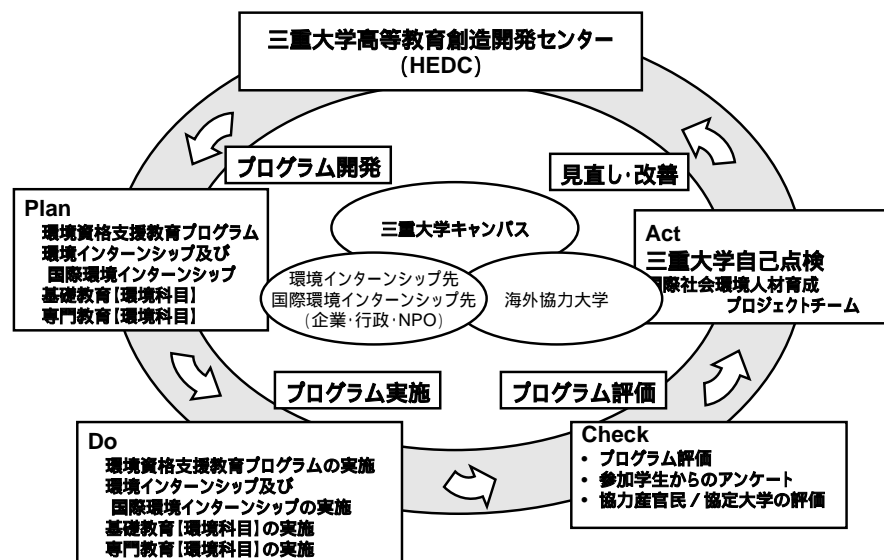 三重大学高等教育創造開発センター
(HEDC)
プログラム開発
見直し・改善
Plan
環境資格支援教育プログラム
環境インターンシップ及び
国際環境インターンシップ
基礎教育【環境科目】
専門教育【環境科目】
三重大学キャンパス
環境インターンシップ先
国際環境インターンシップ先
(企業・行政・NPO)
海外協力大学
Act
三重大学自己点検
国際社会環境人材育成
プロジェクトチーム
プログラム実施
プログラム評価
Do
環境資格支援教育プログラムの実施
環境インターンシップ及び
国際環境インターンシップの実施
基礎教育【環境科目】の実施
専門教育【環境科目】の実施
Check
• プログラム評価
• 参加学生からのアンケート
• 協力産官民/協定大学の評価